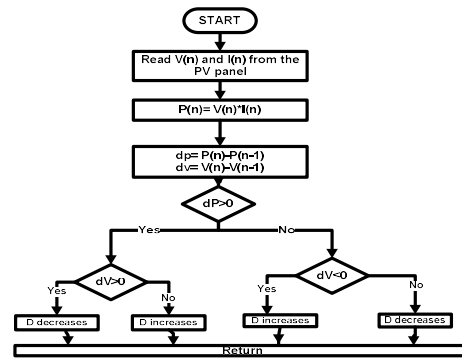 START
Read V(n) and I(n) from the
PV panel
P(n)= V(n)*I(n)
dp= P(n)-P(n-1)
dv= V(n)-V(n-1)
dP>0
Yes
No
dV>0
dV<0
Yes
No
Yes
No
D decreases
D increases
D increases
D decreases
Return